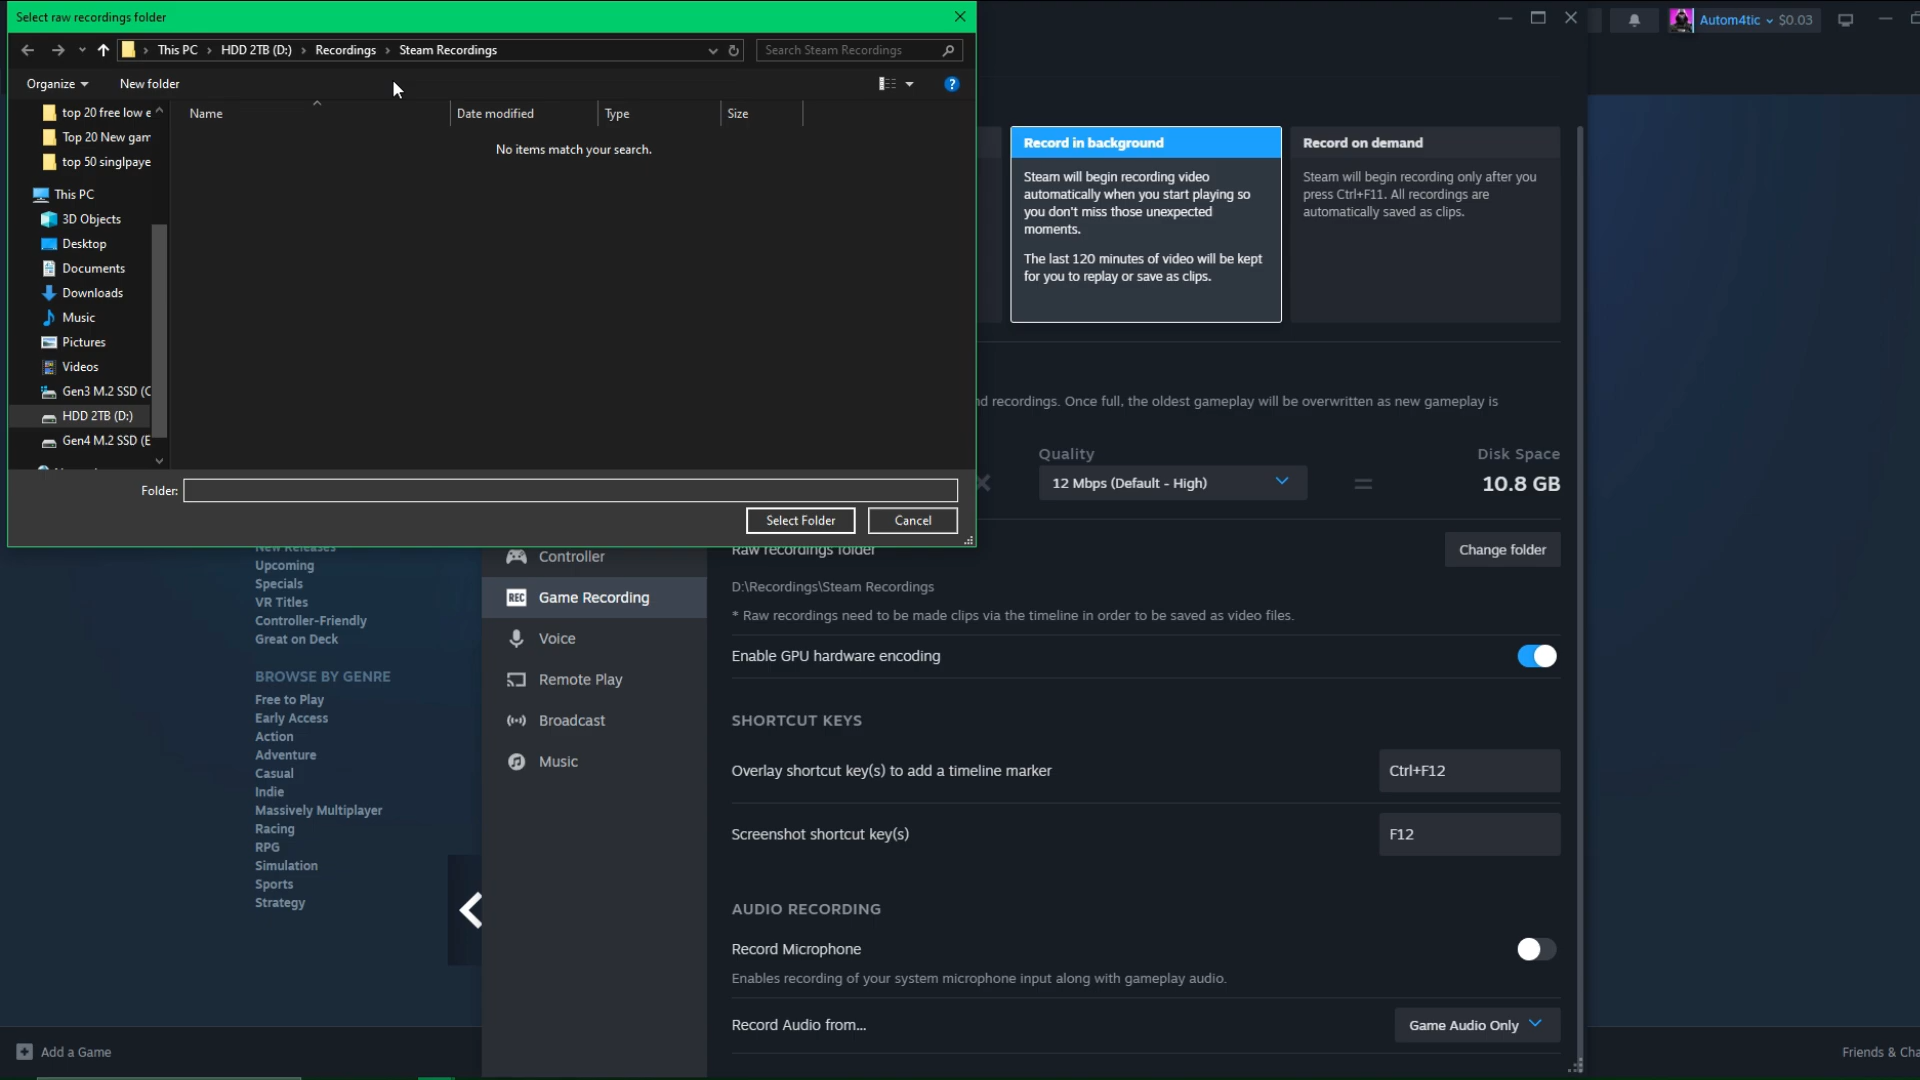 Select raw recordings folder
This PC > HDD 2TB (D:) > Recordings > Steam Recordings
Search Steam Recordings
Organize
New folder
Name
Date modified
Type
Size
No items match your search.
top 20 free low e
Top 20 New gam
top 50 singlpaye
This PC
3D Objects
Desktop
Documents
Downloads
Music
Pictures
Videos
Gen3 M.2 SSD (C
HDD 2TB (D:)
Gen4 M.2 SSD (E
Folder:
Select Folder
Cancel
Autom4tic
$0.03
Record in background
Steam will begin recording video
automatically when you start playing so
you don't miss those unexpected
moments.
The last 120 minutes of video will be kept
for you to replay or save as clips.
Record on demand
Steam will begin recording only after you
press Ctrl+F11. All recordings are
automatically saved as clips.
recordings. Once full, the oldest gameplay will be overwritten as new gameplay is
Quality
12 Mbps (Default - High)
=
Disk Space
10.8 GB
New Releases
Upcoming
Specials
VR Titles
Controller-Friendly
Great on Deck
BROWSE BY GENRE
Free to Play
Early Access
Action
Adventure
Casual
Indie
Massively Multiplayer
Racing
RPG
Simulation
Sports
Strategy
Controller
REC Game Recording
Voice
Remote Play
Broadcast
Music
Raw recordings folder
Change folder
D:\Recordings\Steam Recordings
* Raw recordings need to be made clips via the timeline in order to be saved as video files.
Enable GPU hardware encoding
SHORTCUT KEYS
Overlay shortcut key(s) to add a timeline marker
Ctrl+F12
Screenshot shortcut key(s)
F12
AUDIO RECORDING
Record Microphone
Enables recording of your system microphone input along with gameplay audio.
Record Audio from...
Game Audio Only
Add a Game
Friends & Cha